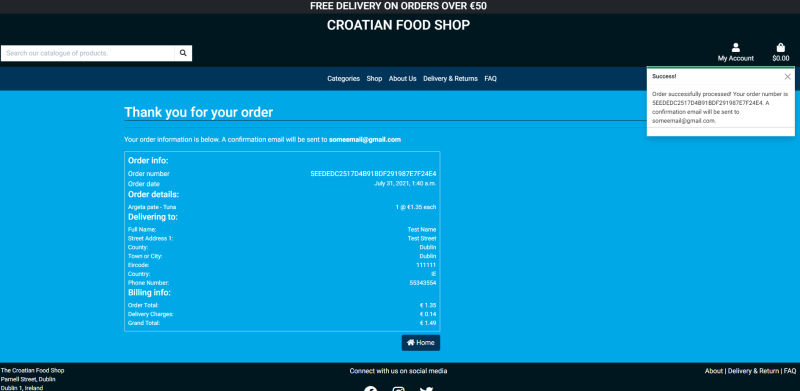 FREE DELIVERY ON ORDERS OVER €50
CROATIAN FOOD SHOP
Search our catalogue of products.
My Account
$0.00
Categories Shop About Us Delivery & Returns FAQ
Success!
Order successfully processed! Your order number is
5EEDEDC2517D4B91BDF291987E7F24E4. A
confirmation email will be sent to
someemail@gmail.com.
Thank you for your order
Your order information is below. A confirmation email will be sent to someemail@gmail.com
Order info:
Order number 5EEDEDC2517D4B91BDF291987E7F24E4
Order date July 31, 2021, 1:40 a.m.
Order details:
Argeta pate - Tuna 1 @ €1.35 each
Delivering to:
Full Name: Test Name
Street Address 1: Test Street
County: Dublin
Town or City: Dublin
Eircode: 111111
Country: IE
Phone Number: 55343554
Billing info:
Order Total: € 1.35
Delivery Charges: € 0.14
Grand Total: € 1.49
Home
The Croatian Food Shop
Parnell Street, Dublin
Dublin 1, Ireland
Connect with us on social media
About | Delivery & Return | FAQ